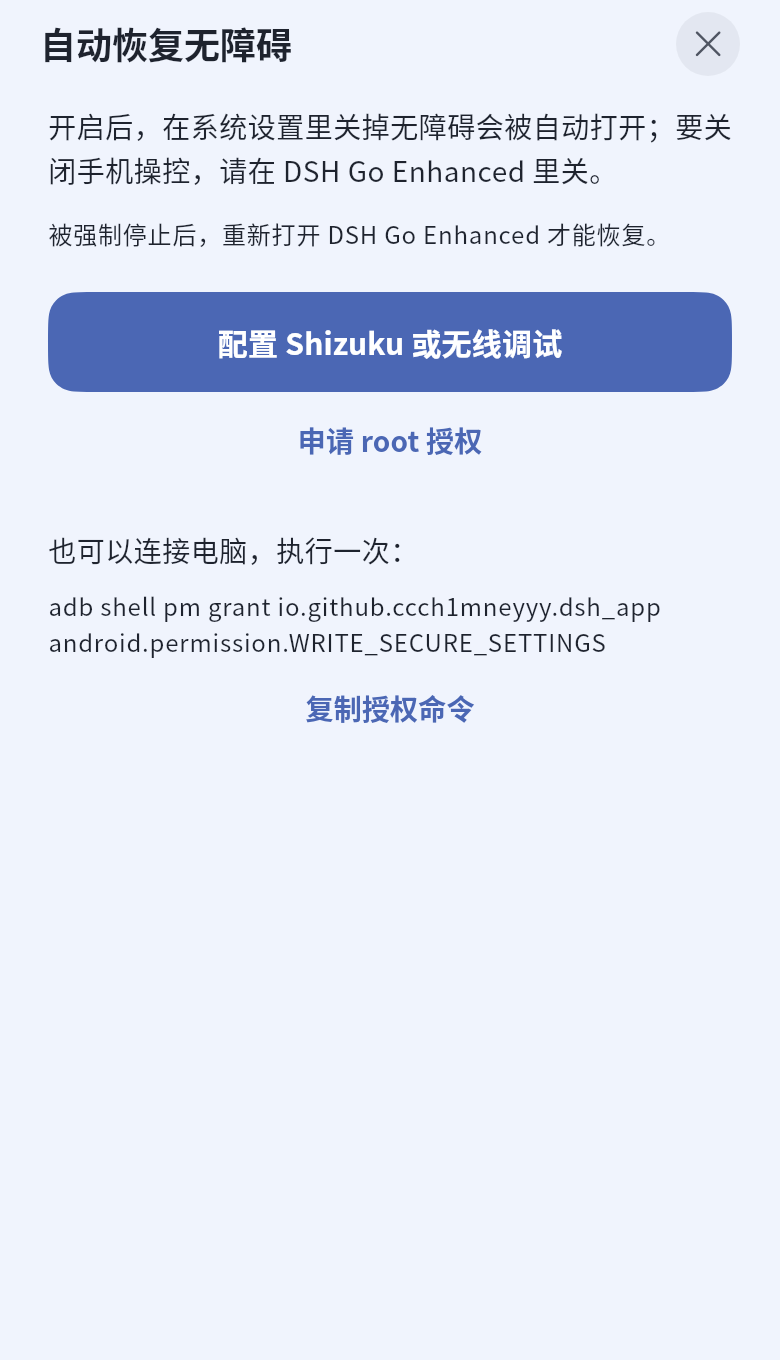 自动恢复无障碍
开启后，在系统设置里关掉无障碍会被自动打开；要关
闭手机操控，请在 DSH Go Enhanced 里关。
被强制停止后，重新打开 DSH Go Enhanced 才能恢复。
配置 Shizuku 或无线调试
申请 root 授权
也可以连接电脑，执行一次：
adb shell pm grant io.github.ccch1mneyyy.dsh_app
android.permission.WRITE_SECURE_SETTINGS
复制授权命令